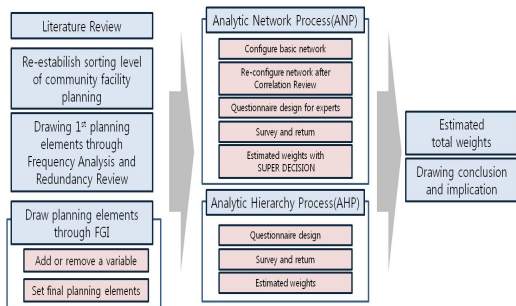 Literature Review
Re-estabilish sorting level
of community facility
planning
Drawing 1st planning
elements through
Frequency Analysis and
Redundancy Review
Draw planning elements
through FGI
Add or remove a variable
Set final planning elements
Analytic Network Process(ANP)
Configure basic network
Re-configure network after
Correlation Review
Questionnaire design for experts
Survey and return
Estimated weights with
SUPER DECISION
Analytic Hierarchy Process(AHP)
Questionnaire design
Survey and return
Estimated weights
Estimated
total weights
Drawing conclusion
and implication